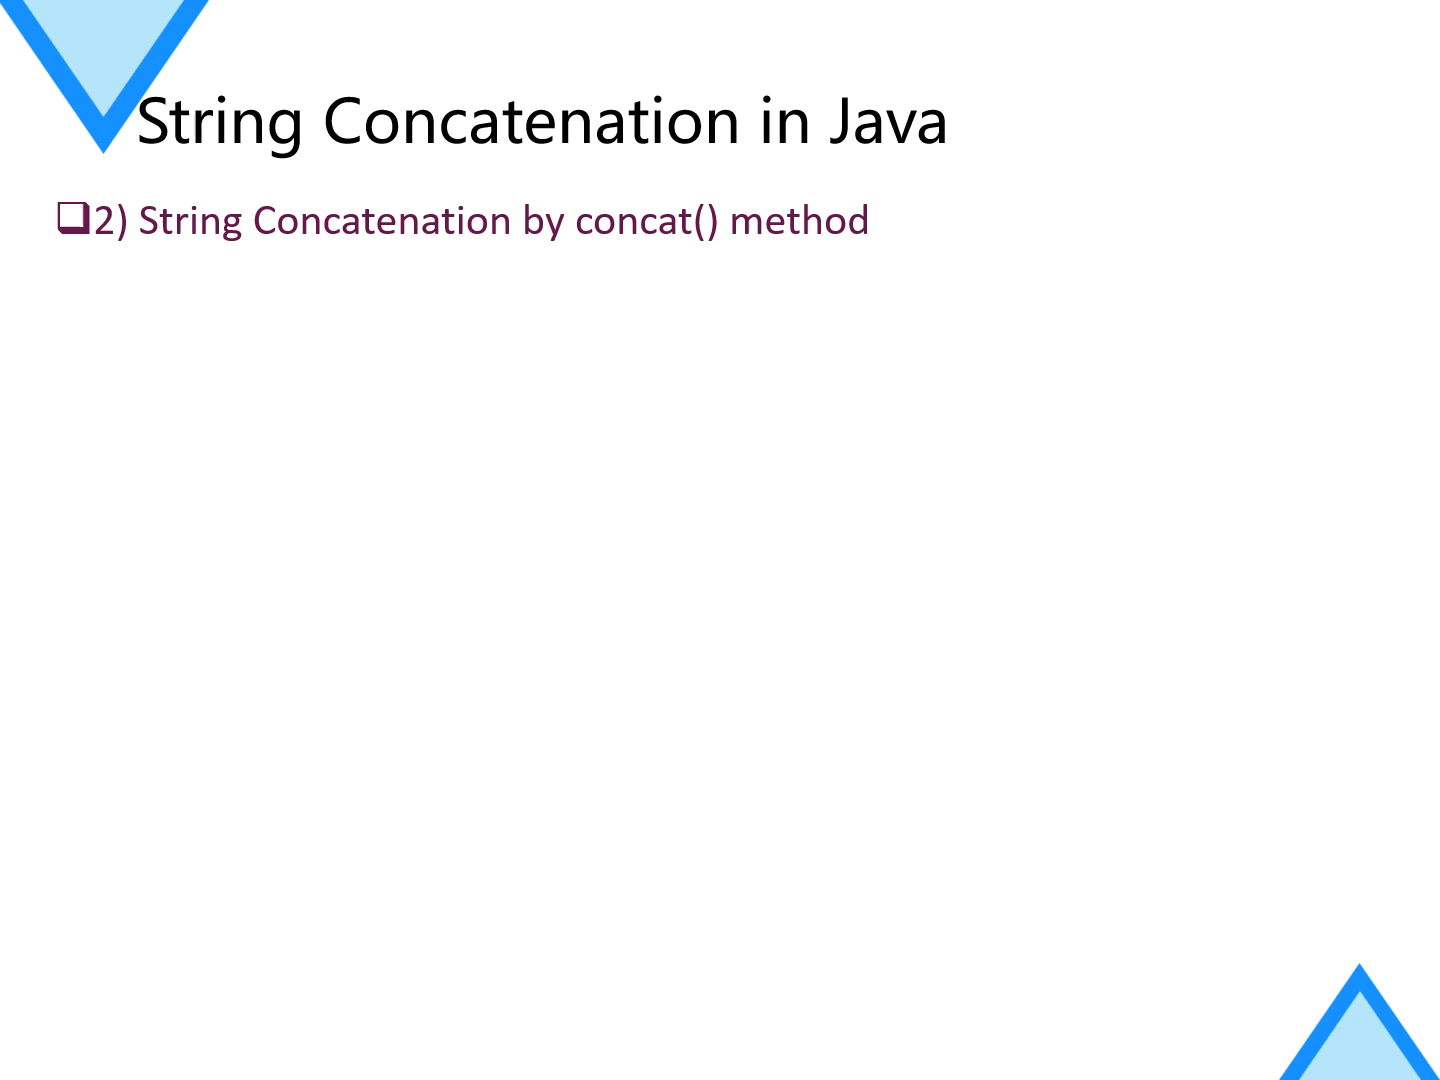 String Concatenation in Java
❑2) String Concatenation by concat() method